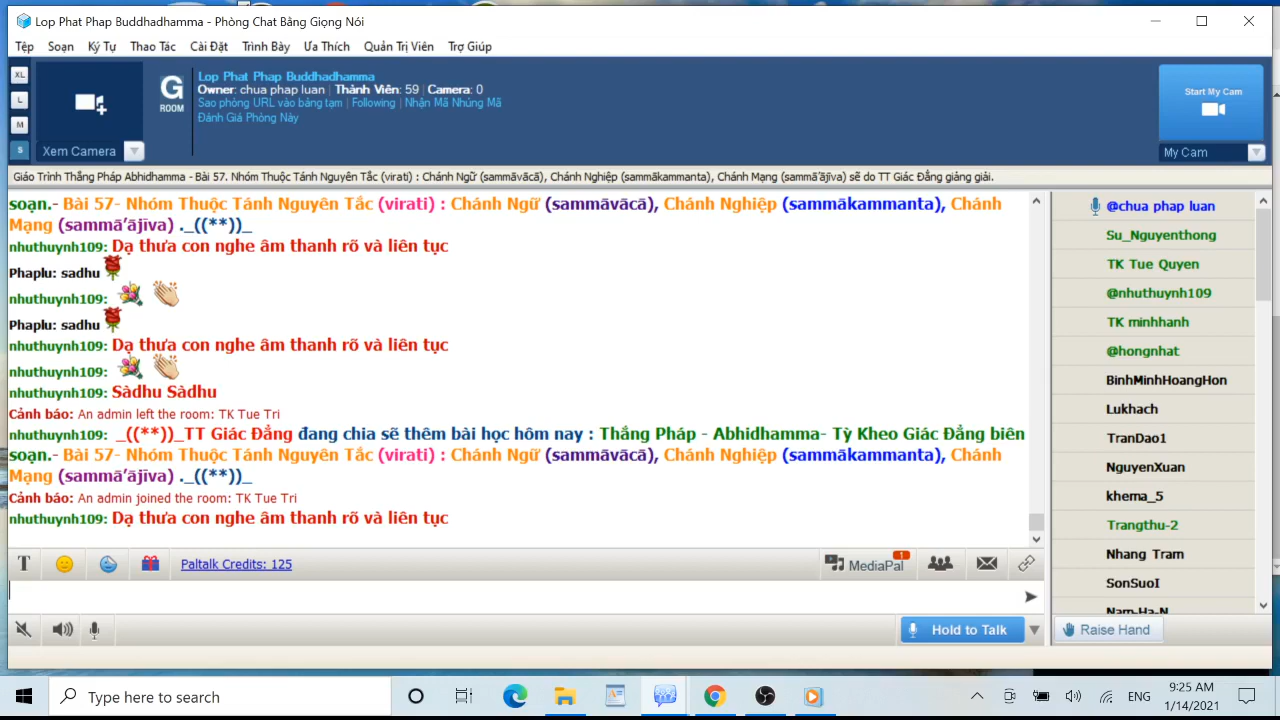 Lop Phat Phap Buddhadhamma - Phòng Chat Bằng Giọng Nói
Tệp Soạn Ký Tự Thao Tác Cài Đặt Trình Bày Ưa Thích Quản Trị Viên Trợ Giúp
XL
L
M
S
Xem Camera
G
ROOM
Lop Phat Phap Buddhadhamma
Owner: chua phap luan | Thành Viên: 59 | Camera: 0
Sao phỏng URL vào bảng tạm | Following | Nhận Mã Nhúng Mã
Đánh Giá Phòng Này
Start My Cam
My Cam
Giáo Trình Thắng Pháp Abhidhamma - Bài 57. Nhóm Thuộc Tánh Nguyên Tắc (virati) : Chánh Ngữ (sammāvācā), Chánh Nghiệp (sammākammanta), Chánh Mạng (sammā’ājīva) sẽ do TT Giác Đẳng giảng giải.
soạn.- Bài 57- Nhóm Thuộc Tánh Nguyên Tắc (virati) : Chánh Ngữ (sammāvācā), Chánh Nghiệp (sammākammanta), Chánh
Mạng (sammā’ājīva) ._((**))_
nhuthuynh109: Dạ thưa con nghe âm thanh rõ và liên tục
Phaplu: sadhu
nhuthuynh109:
Phaplu: sadhu
nhuthuynh109: Dạ thưa con nghe âm thanh rõ và liên tục
nhuthuynh109:
nhuthuynh109: Sàdhu Sàdhu
Cảnh báo: An admin left the room: TK Tue Tri
nhuthuynh109: _((**))_TT Giác Đẳng đang chia sẽ thêm bài học hôm nay : Thắng Pháp - Abhidhamma- Tỳ Kheo Giác Đẳng biên
soạn.- Bài 57- Nhóm Thuộc Tánh Nguyên Tắc (virati) : Chánh Ngữ (sammāvācā), Chánh Nghiệp (sammākammanta), Chánh
Mạng (sammā’ājīva) ._((**))_
Cảnh báo: An admin joined the room: TK Tue Tri
nhuthuynh109: Dạ thưa con nghe âm thanh rõ và liên tục
@chua phap luan
Su_Nguyenthong
TK Tue Quyen
@nhuthuynh109
TK minhhanh
@hongnhat
BinhMinhHoangHon
Lukhach
TranDao1
NguyenXuan
khema_5
Trangthu-2
Nhang Tram
SonSuoI
Nam-Ha-N
T Paltalk Credits: 125 MediaPal 1
Hold to Talk
Raise Hand
Type here to search
ENG
9:25 AM
1/14/2021